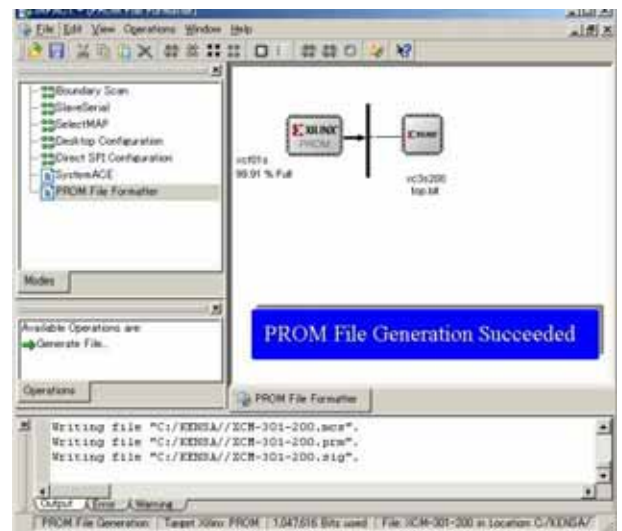 File Edit View Operations Window Help
Boundary Scan
SlaveSerial
SelectMAP
Desktop Configuration
Direct SPI Configuration
SystemACE
PROM File Formatter
Modes
Available Operations are:
Generate File...
Operations
XILINX
PROM
xcf01s
99.91 % Full
XILINX
xc3s200
top.bit
PROM File Generation Succeeded
PROM File Formatter
Writing file "C:/KENSA//XCM-301-200.mcs".
Writing file "C:/KENSA//XCM-301-200.prm".
Writing file "C:/KENSA//XCM-301-200.sig".
Output Error Warning
PROM File Generation Target Xilinx PROM 1,047,616 Bits used File: XCM-301-200 in Location: C:/KENSA/